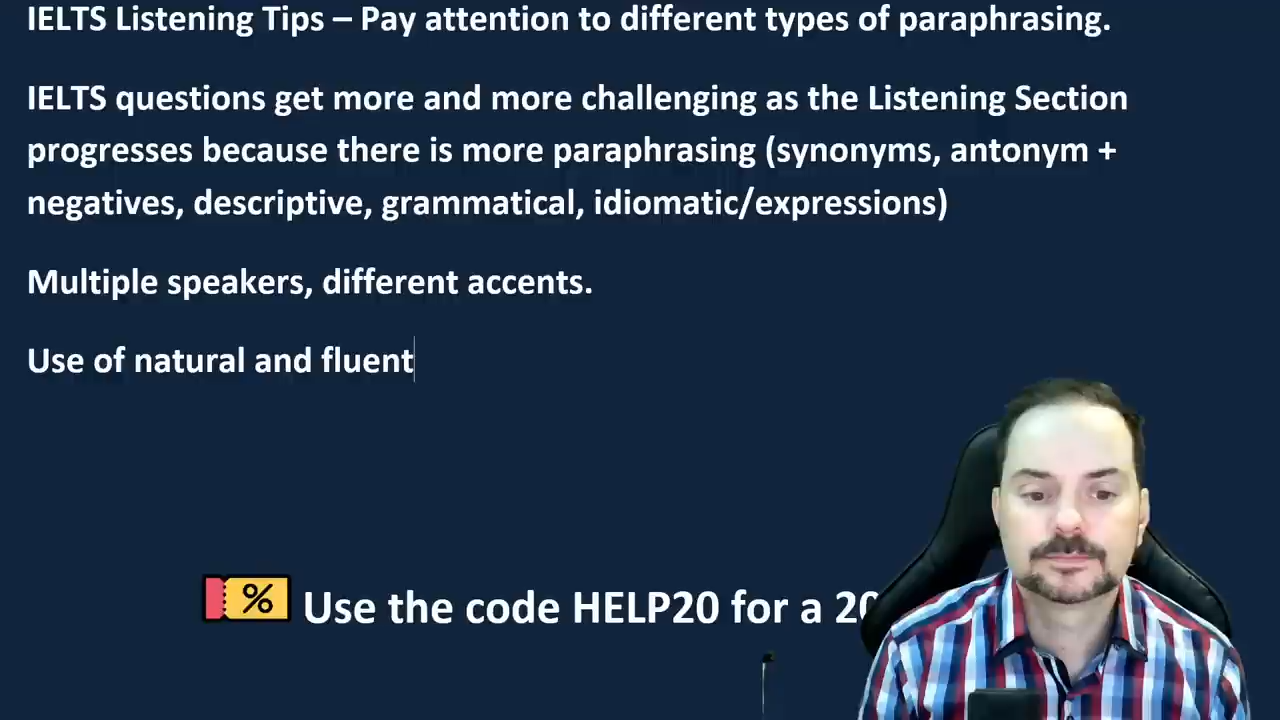 IELTS Listening Tips – Pay attention to different types of paraphrasing.
IELTS questions get more and more challenging as the Listening Section
progresses because there is more paraphrasing (synonyms, antonym +
negatives, descriptive, grammatical, idiomatic/expressions)
Multiple speakers, different accents.
Use of natural and fluent
% Use the code HELP20 for a 20